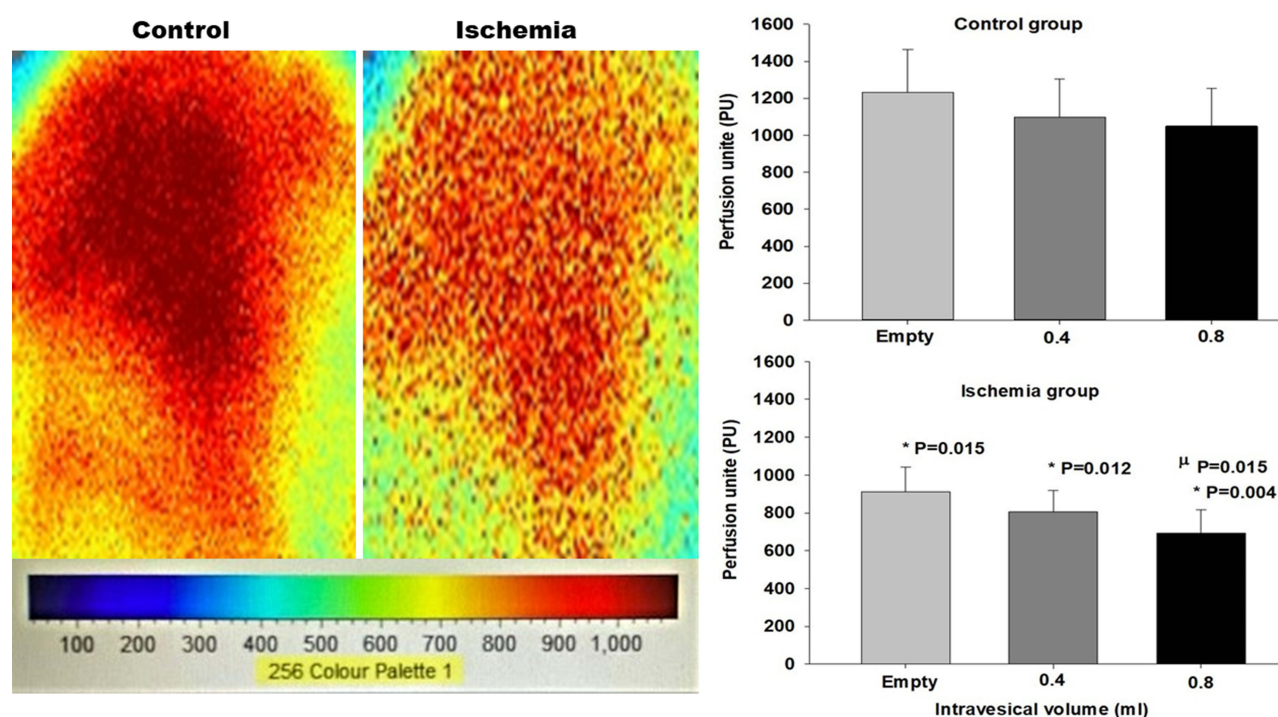 Control
Ischemia
100 200 300 400 500 600 700 800 900 1,000
256 Colour Palette 1
Control group
Perfusion unite (PU)
1600
1400
1200
1000
800
600
400
200
0
Empty 0.4 0.8
Ischemia group
Perfusion unite (PU)
1600
1400
1200
1000
800
600
400
200
0
* P=0.015
* P=0.012
μ P=0.015
* P=0.004
Empty 0.4 0.8
Intravesical volume (ml)